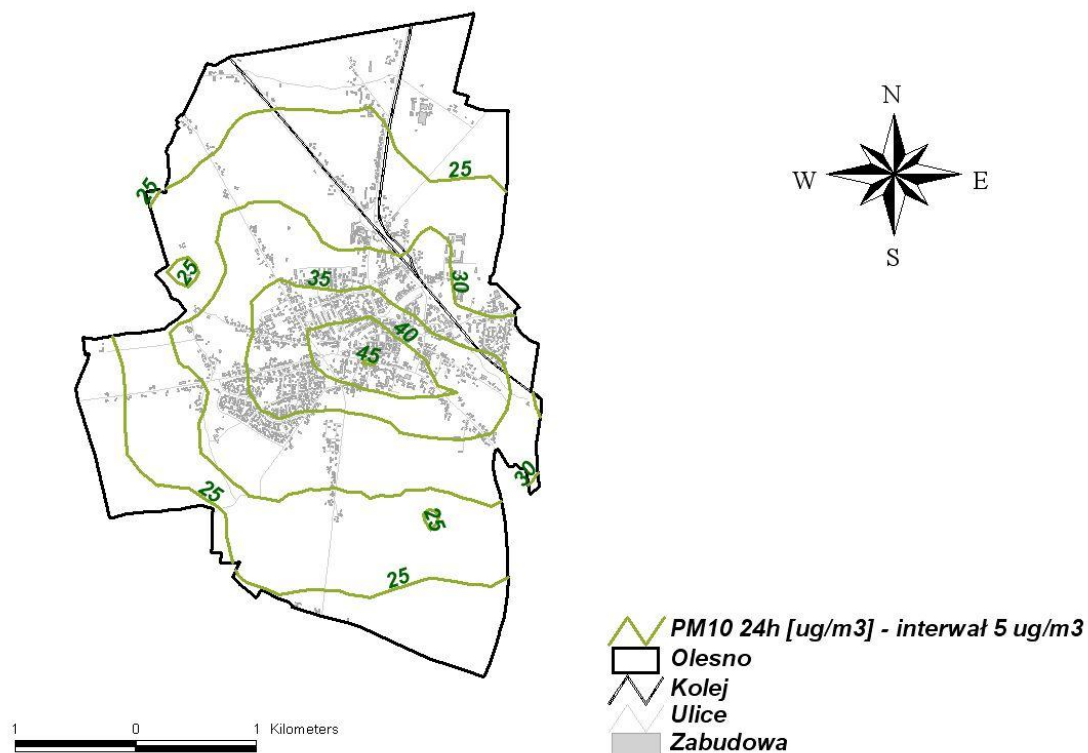 N
W E
S
25
25
25
35
30
40
45
30
25
25
25
PM10 24h [ug/m3] - interwał 5 ug/m3
Olesno
Kolej
Ulice
Zabudowa
1 0 1 Kilometers